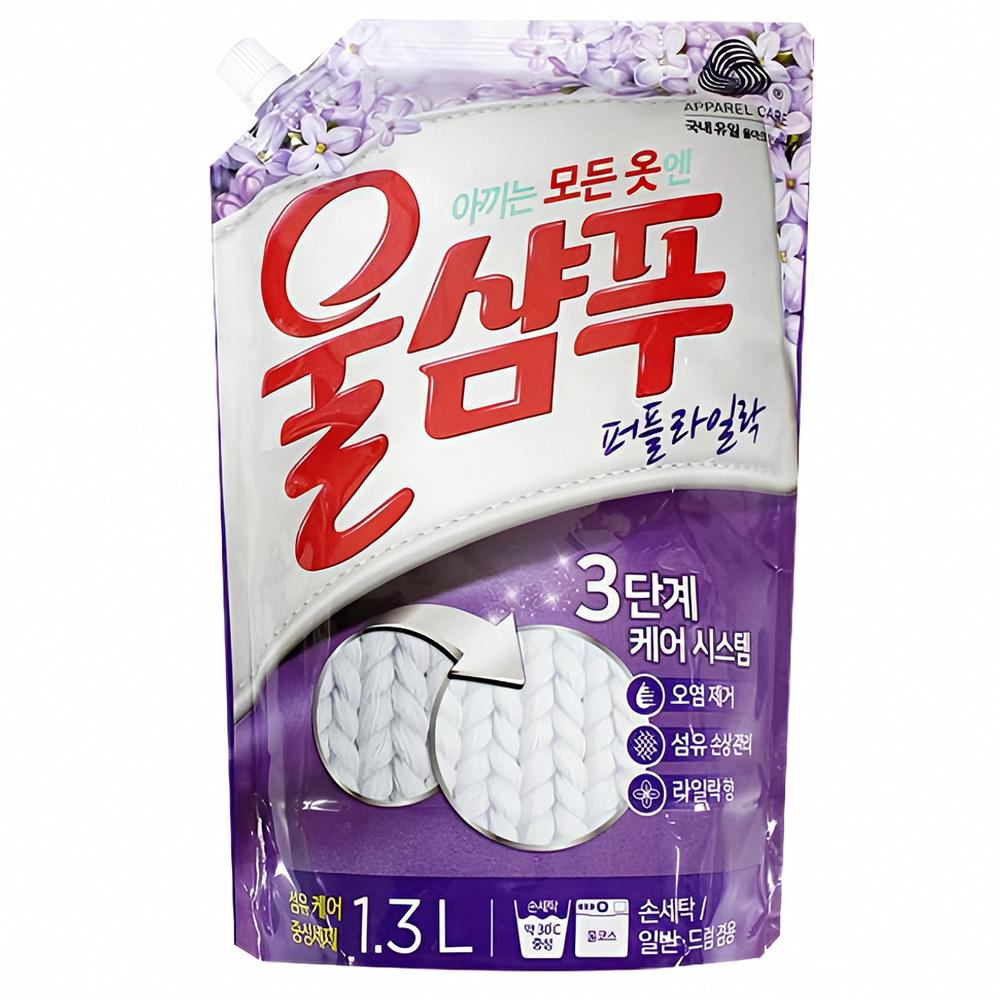 APPAREL CARE
국내 유일
아끼는 모든 옷엔
울샴푸
퍼플라일락
3단계
케어 시스템
오염 제거
섬유 손상관리
라일락 향
섬유 케어
중성세제
1.3 L
손세탁
약 30℃
중성
울코스
손세탁 /
일반·드럼 겸용